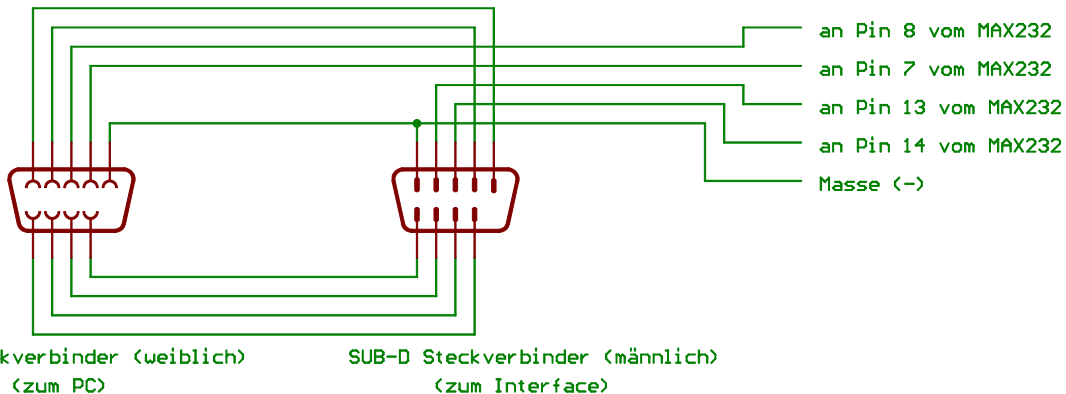 an Pin 8 vom MAX232
an Pin 7 vom MAX232
an Pin 13 vom MAX232
an Pin 14 vom MAX232
Masse (-)
kverbinder (weiblich)
(zum PC)
SUB-D Steckverbinder (männlich)
(zum Interface)